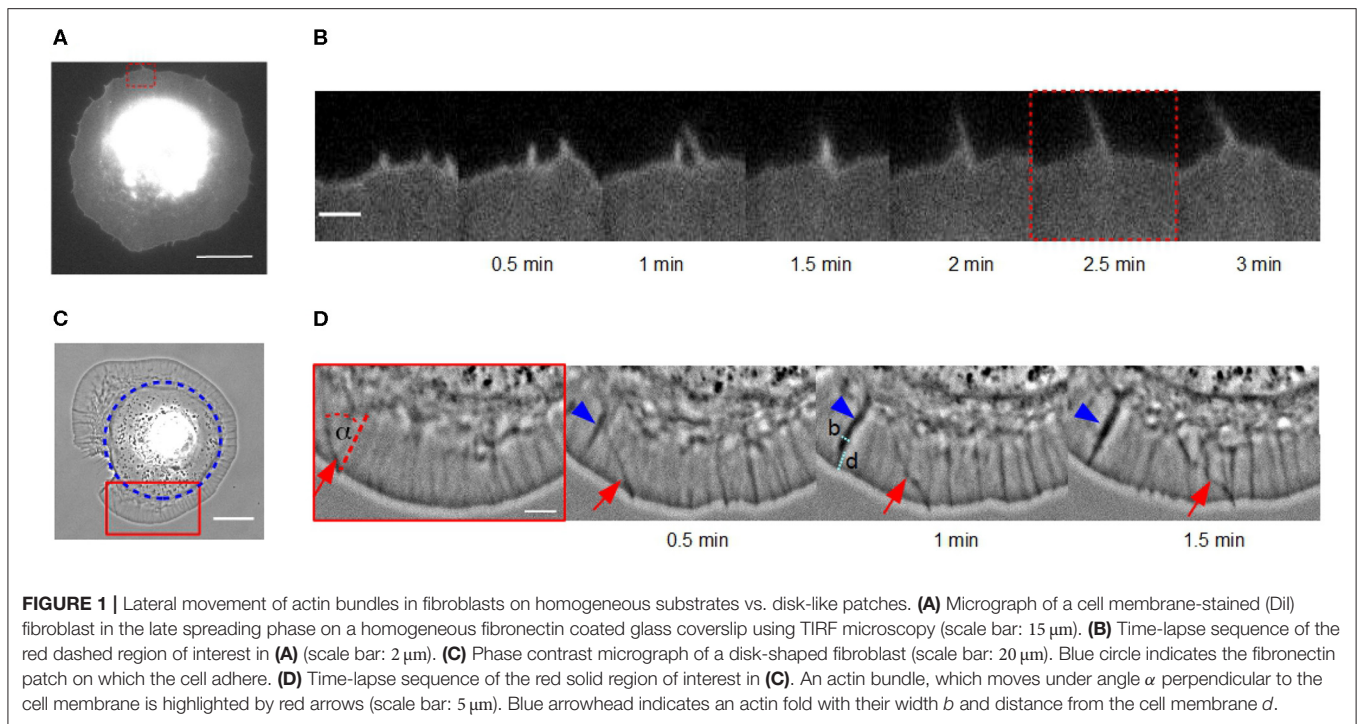 A
B
0.5 min 1 min 1.5 min 2 min 2.5 min 3 min
C
D
α
b
d
0.5 min 1 min 1.5 min
FIGURE 1 | Lateral movement of actin bundles in fibroblasts on homogeneous substrates vs. disk-like patches. (A) Micrograph of a cell membrane-stained (DiI)
fibroblast in the late spreading phase on a homogeneous fibronectin coated glass coverslip using TIRF microscopy (scale bar: 15 μm). (B) Time-lapse sequence of the
red dashed region of interest in (A) (scale bar: 2 μm). (C) Phase contrast micrograph of a disk-shaped fibroblast (scale bar: 20 μm). Blue circle indicates the fibronectin
patch on which the cell adhere. (D) Time-lapse sequence of the red solid region of interest in (C). An actin bundle, which moves under angle α perpendicular to the
cell membrane is highlighted by red arrows (scale bar: 5 μm). Blue arrowhead indicates an actin fold with their width b and distance from the cell membrane d.